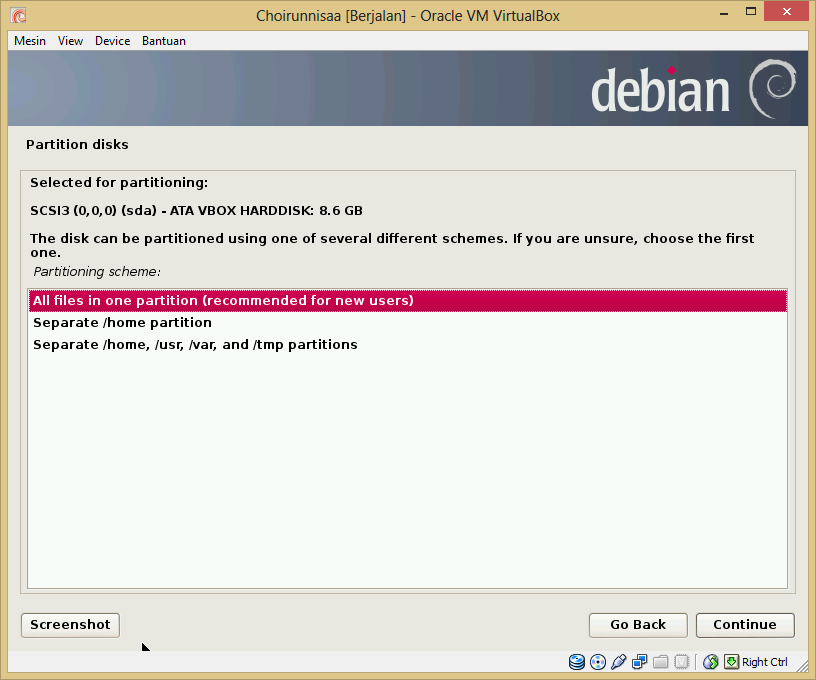 Choirunnisaa [Berjalan] - Oracle VM VirtualBox
Mesin View Device Bantuan
debian
Partition disks
Selected for partitioning:
SCSI3 (0,0,0) (sda) - ATA VBOX HARDDISK: 8.6 GB
The disk can be partitioned using one of several different schemes. If you are unsure, choose the first
one.
Partitioning scheme:
All files in one partition (recommended for new users)
Separate /home partition
Separate /home, /usr, /var, and /tmp partitions
Screenshot Go Back Continue
Right Ctrl